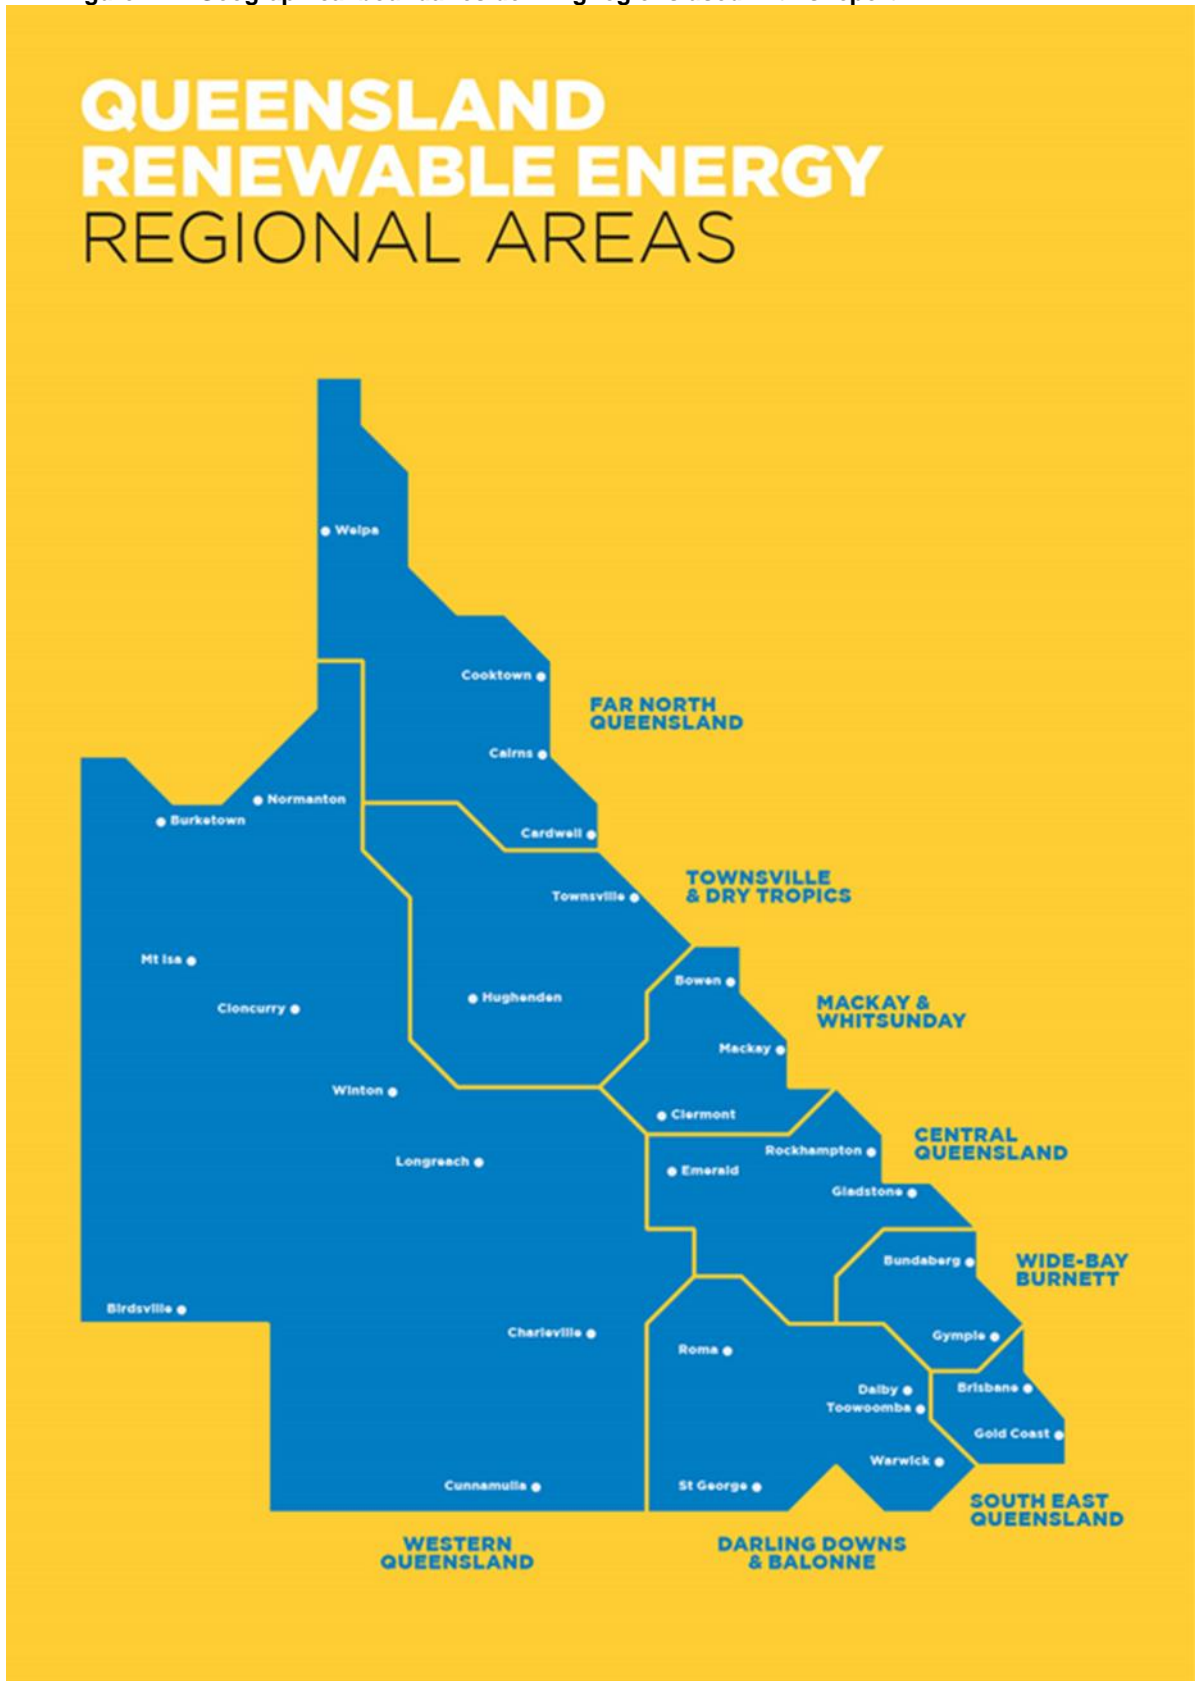 QUEENSLAND
RENEWABLE ENERGY
REGIONAL AREAS
Weipa
Cooktown
FAR NORTH
QUEENSLAND
Cairns
Normanton
Burketown
Cardwell
TOWNSVILLE
& DRY TROPICS
Townsville
Mt Isa
Bowen
Hughenden
Cloncurry
MACKAY &
WHITSUNDAY
Mackay
Winton
Clermont
CENTRAL
QUEENSLAND
Rockhampton
Longreach
Emerald
Gladstone
Bundaberg
WIDE-BAY
BURNETT
Birdsville
Charleville
Gympie
Roma
Dalby
Brisbane
Toowoomba
Gold Coast
Warwick
Cunnamulla
St George
SOUTH EAST
QUEENSLAND
WESTERN
QUEENSLAND
DARLING DOWNS
& BALONNE